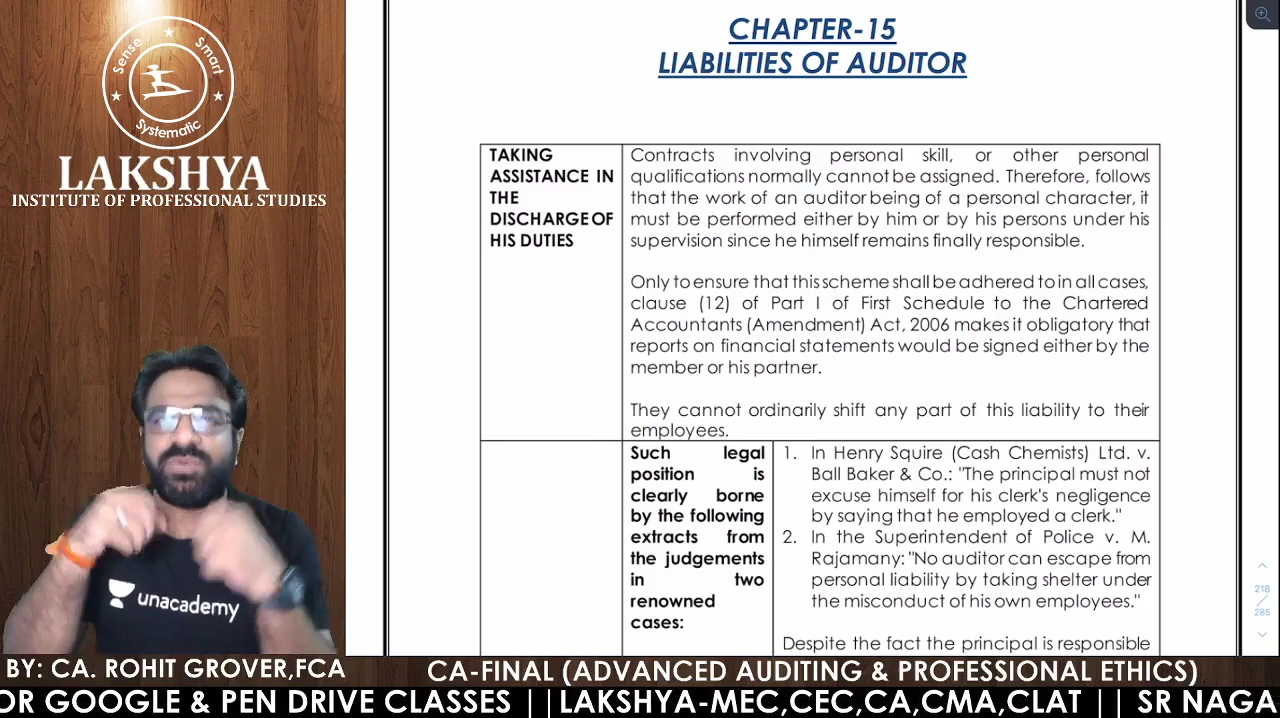 Sense
Smart
Systematic
LAKSHYA
INSTITUTE OF PROFESSIONAL STUDIES
CHAPTER-15
LIABILITIES OF AUDITOR
TAKING
ASSISTANCE IN
THE
DISCHARGE OF
HIS DUTIES
Contracts involving personal skill, or other personal
qualifications normally cannot be assigned. Therefore, follows
that the work of an auditor being of a personal character, it
must be performed either by him or by his persons under his
supervision since he himself remains finally responsible.
Only to ensure that this scheme shall be adhered to in all cases,
clause (12) of Part I of First Schedule to the Chartered
Accountants (Amendment) Act, 2006 makes it obligatory that
reports on financial statements would be signed either by the
member or his partner.
They cannot ordinarily shift any part of this liability to their
employees.
Such legal
position is
clearly borne
by the following
extracts from
the judgements
in two
renowned
cases:
1. In Henry Squire (Cash Chemists) Ltd. v.
Ball Baker & Co.: "The principal must not
excuse himself for his clerk's negligence
by saying that he employed a clerk."
2. In the Superintendent of Police v. M.
Rajamany: "No auditor can escape from
personal liability by taking shelter under
the misconduct of his own employees."
Despite the fact the principal is responsible
218
285
unacademy
BY: CA. ROHIT GROVER,FCA
CA-FINAL (ADVANCED AUDITING & PROFESSIONAL ETHICS)
OR GOOGLE & PEN DRIVE CLASSES || LAKSHYA-MEC,CEC,CA,CMA,CLAT || SR NAGA